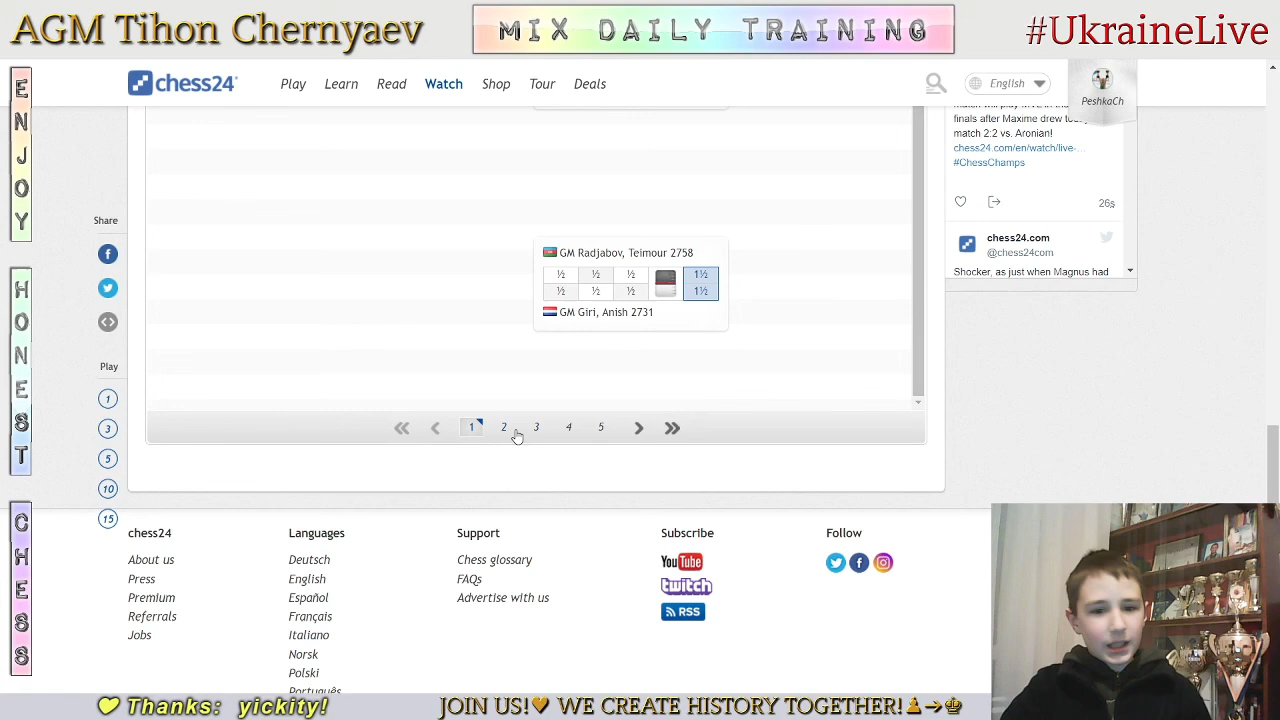 AGM Tihon Chernyaev
MIX DAILY TRAINING
#UkraineLive
ENJOY
HONEST
CHESS
chess24
Play
Learn
Read
Watch
Shop
Tour
Deals
English
PeshkaCh
finals after Maxime drew
match 2:2 vs. Aronian!
chess24.com/en/watch/live-...
#ChessChamps
26s
chess24.com
@chess24com
Shocker, as just when Magnus had
Share
Play
1
3
5
10
15
GM Radjabov, Teimour 2758
½ ½ ½ 1½
½ ½ ½ 1½
GM Giri, Anish 2731
1 2 3 4 5
chess24
About us
Press
Premium
Referrals
Jobs
Languages
Deutsch
English
Español
Français
Italiano
Norsk
Polski
Português
Support
Chess glossary
FAQs
Advertise with us
Subscribe
YouTube
twitch
RSS
Follow
Thanks: yickity!
JOIN US! WE CREATE HISTORY TOGETHER!